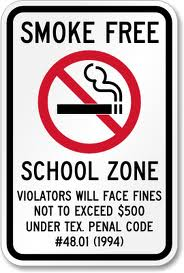 SMOKE FREE
SCHOOL ZONE
VIOLATORS WILL FACE FINES
NOT TO EXCEED $500
UNDER TEX. PENAL CODE
#48.01 (1994)